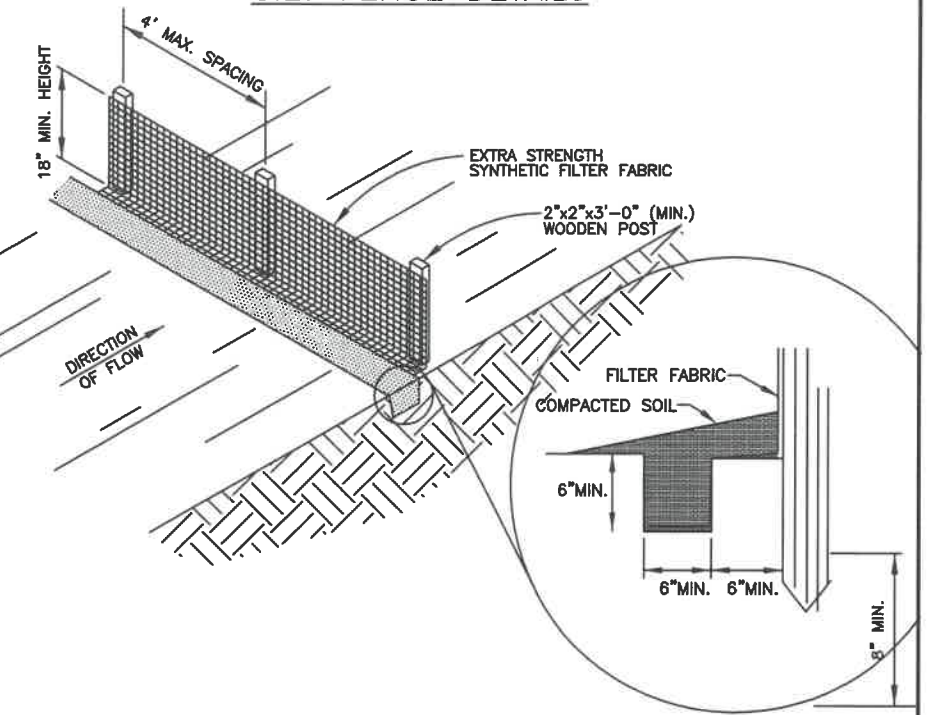 4' MAX. SPACING
18" MIN. HEIGHT
EXTRA STRENGTH
SYNTHETIC FILTER FABRIC
2"x2"x3'-0" (MIN.)
WOODEN POST
DIRECTION
OF FLOW
FILTER FABRIC
COMPACTED SOIL
6"MIN.
6"MIN.
6"MIN.
8" MIN.